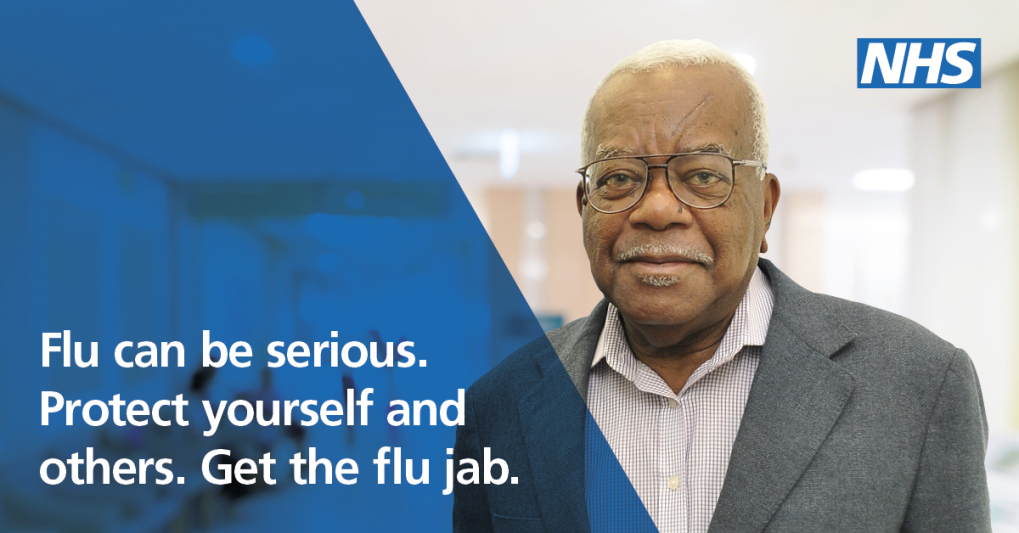 NHS
Flu can be serious.
Protect yourself and
others. Get the flu jab.